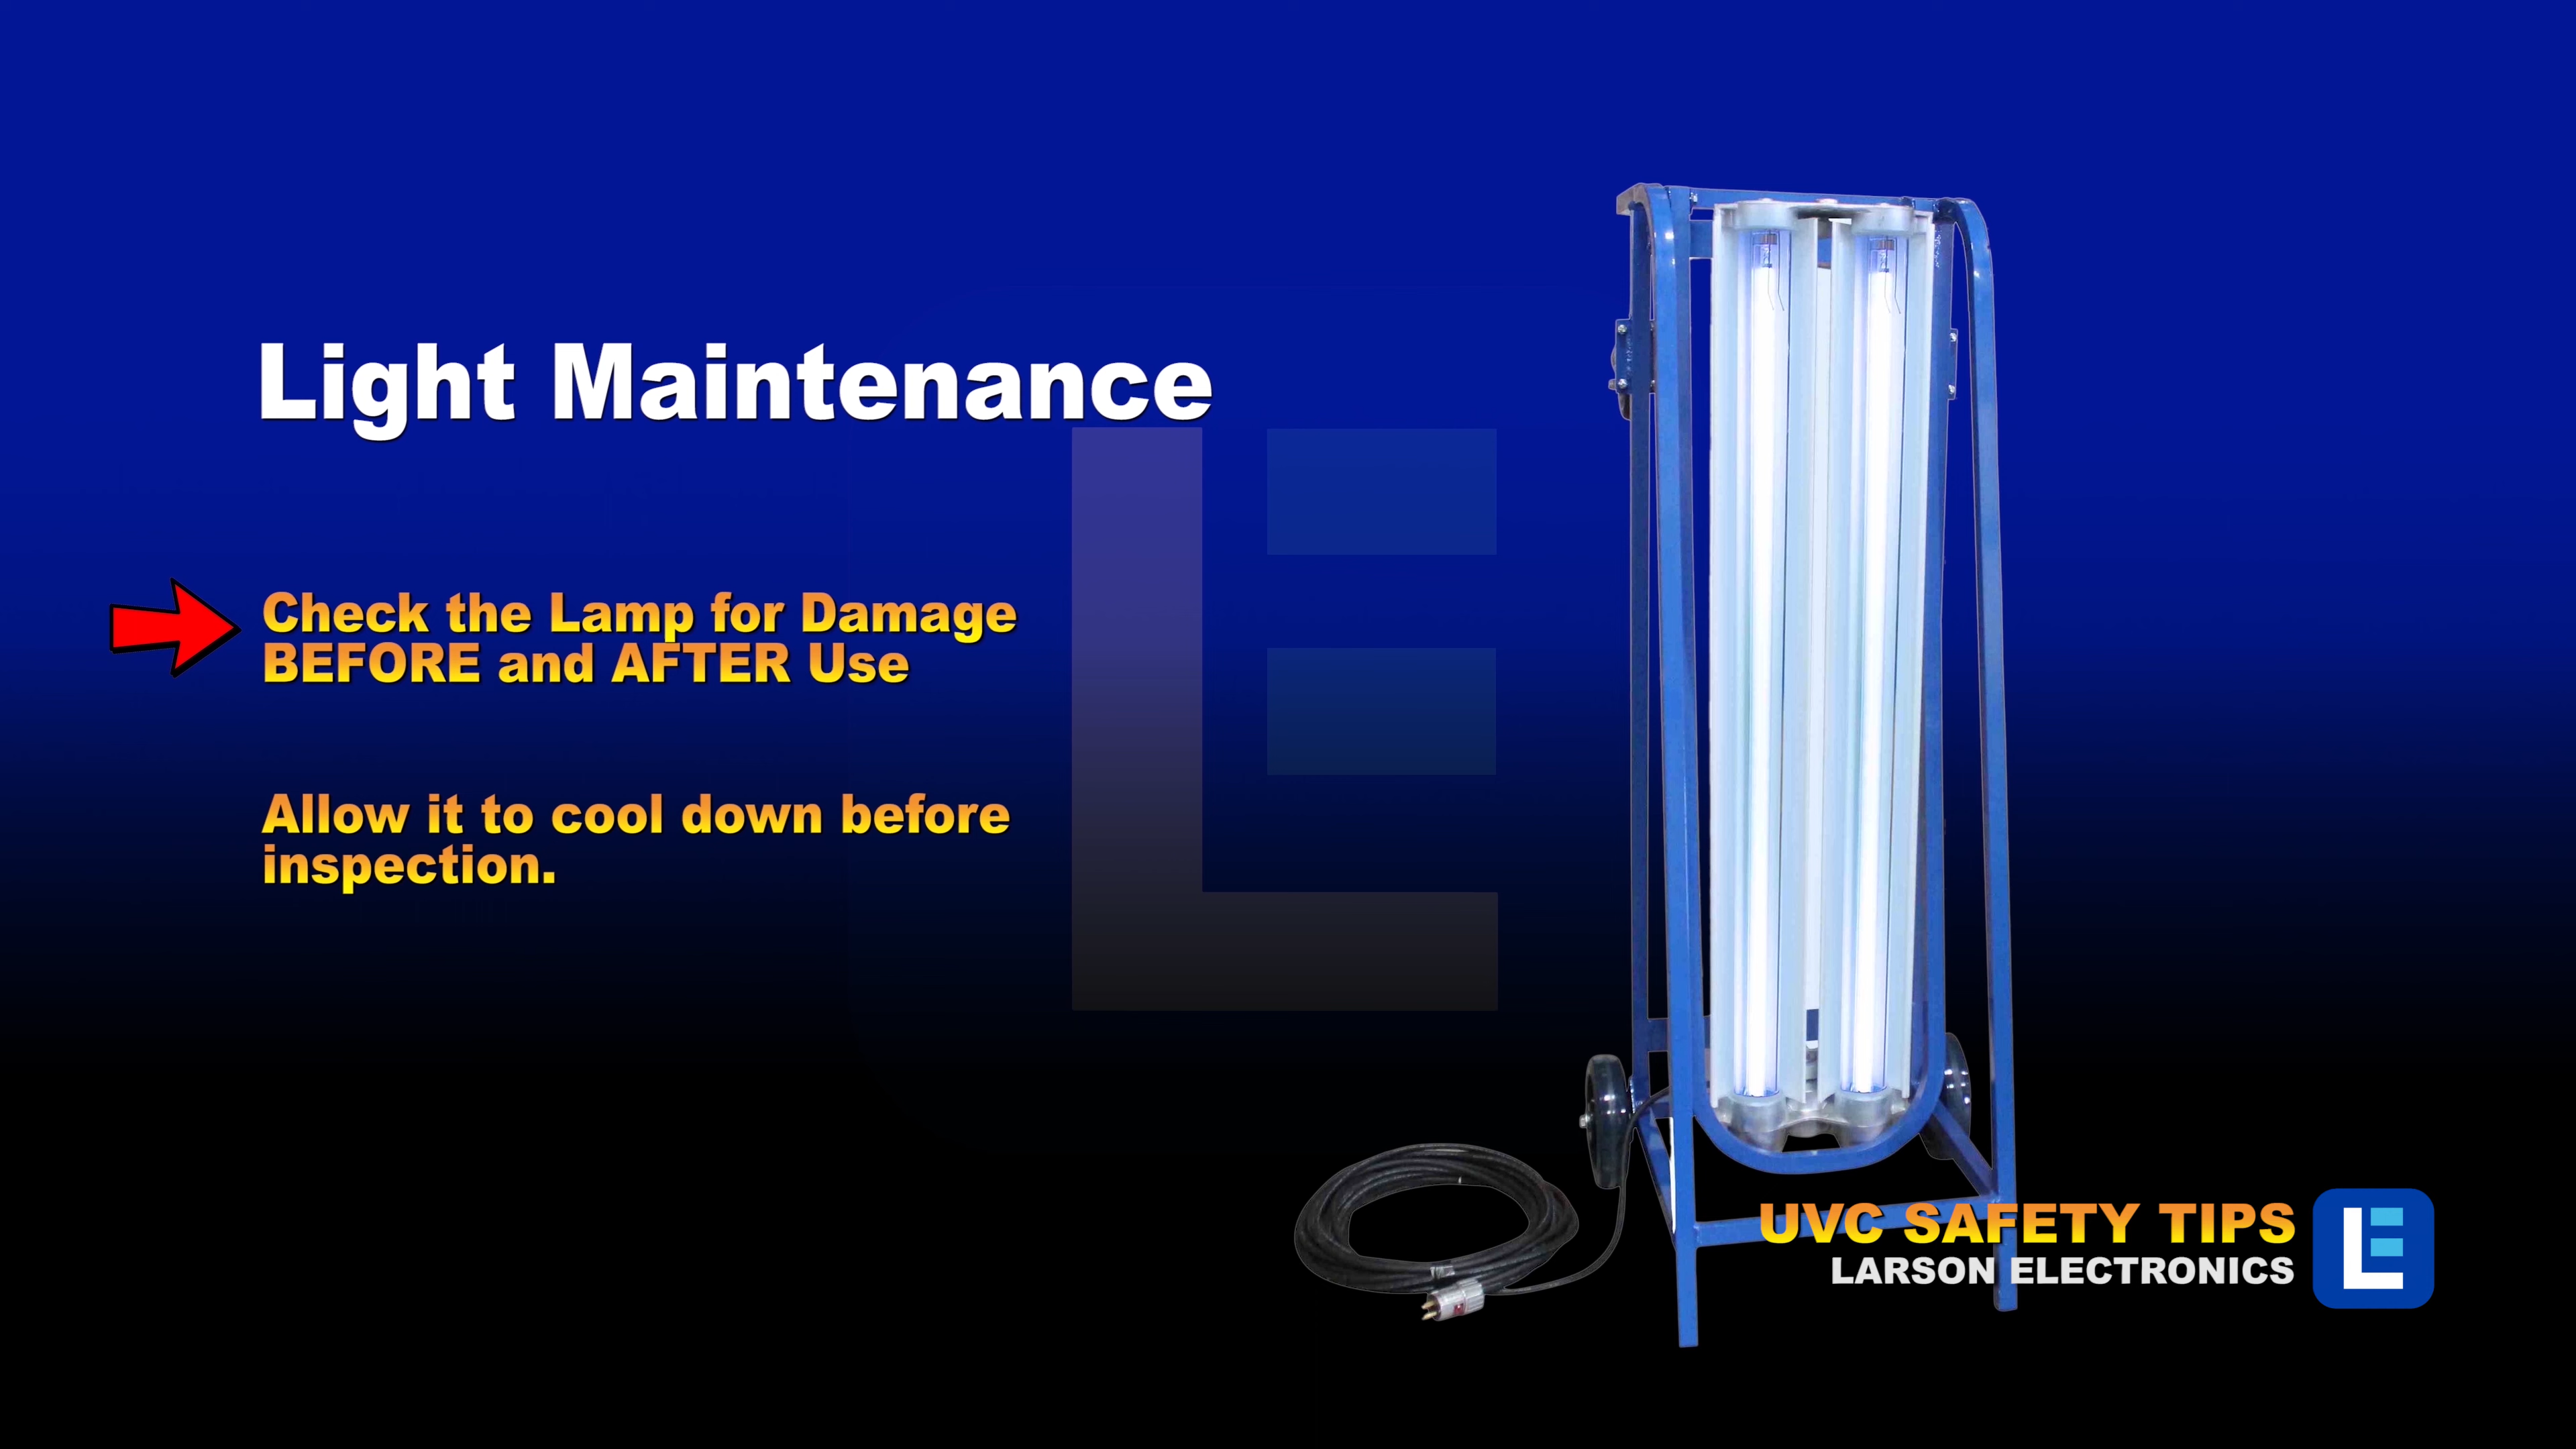 Light Maintenance
Check the Lamp for Damage
BEFORE and AFTER Use
Allow it to cool down before
inspection.
UVC SAFETY TIPS
LARSON ELECTRONICS
LE